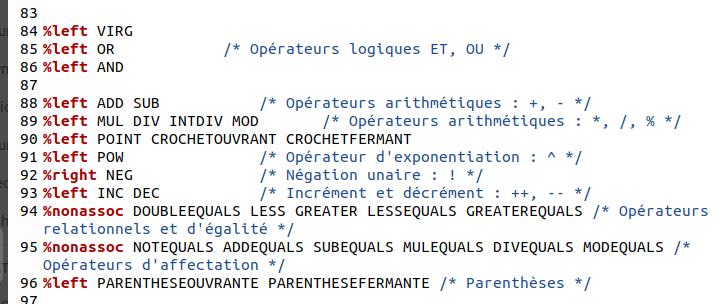 83
84 %left VIRG
85 %left OR /* Opérateurs logiques ET, OU */
86 %left AND
87
88 %left ADD SUB /* Opérateurs arithmétiques : +, - */
89 %left MUL DIV INTDIV MOD /* Opérateurs arithmétiques : *, /, % */
90 %left POINT CROCHETOUVRANT CROCHETFERMANT
91 %left POW /* Opérateur d'exponentiation : ^ */
92 %right NEG /* Négation unaire : ! */
93 %left INC DEC /* Incrément et décrément : ++, -- */
94 %nonassoc DOUBLEEQUALS LESS GREATER LESSEQUALS GREATEREQUALS /* Opérateurs
relationnels et d'égalité */
95 %nonassoc NOTEQUALS ADDEQUALS SUBEQUALS MULEQUALS DIVEQUALS MODEQUALS /*
Opérateurs d'affectation */
96 %left PARENTHESEOUVRANTE PARENTHESEFERMANTE /* Parenthèses */
97